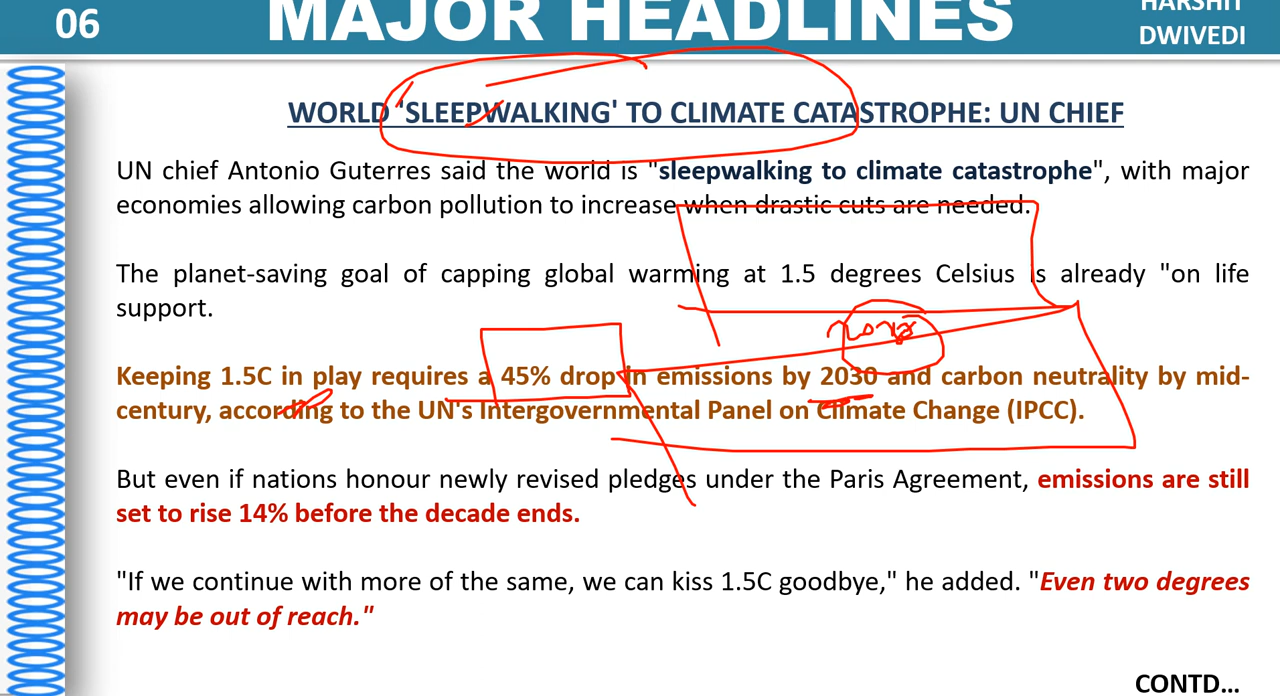 06
MAJOR HEADLINES
HARSHIT
DWIVEDI
WORLD 'SLEEPWALKING' TO CLIMATE CATASTROPHE: UN CHIEF
UN chief Antonio Guterres said the world is "sleepwalking to climate catastrophe", with major
economies allowing carbon pollution to increase when drastic cuts are needed.
The planet-saving goal of capping global warming at 1.5 degrees Celsius is already "on life
support.
Keeping 1.5C in play requires a 45% drop in emissions by 2030 and carbon neutrality by mid-
century, according to the UN's Intergovernmental Panel on Climate Change (IPCC).
But even if nations honour newly revised pledges under the Paris Agreement, emissions are still
set to rise 14% before the decade ends.
"If we continue with more of the same, we can kiss 1.5C goodbye," he added. "Even two degrees
may be out of reach."
CONTD...